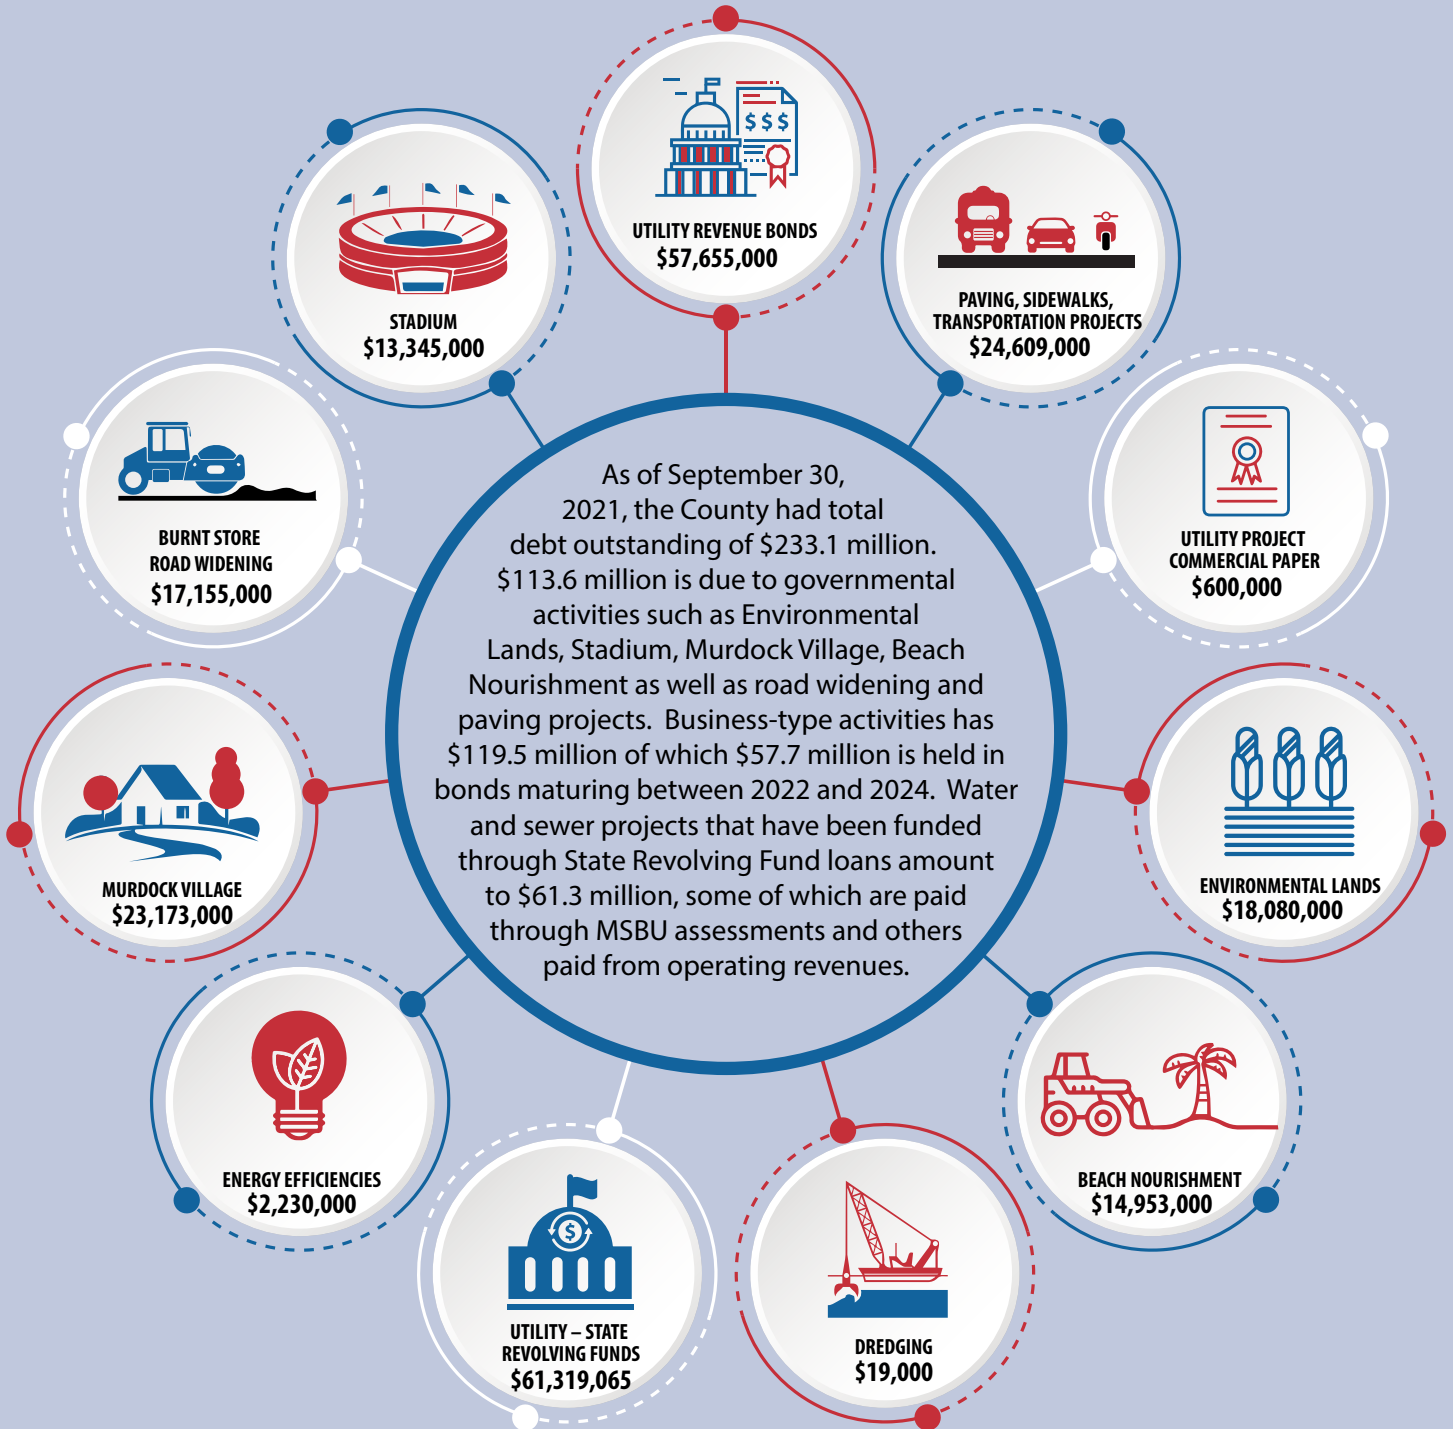 $ $ $
UTILITY REVENUE BONDS
$57,655,000
STADIUM
$13,345,000
PAVING, SIDEWALKS,
TRANSPORTATION PROJECTS
$24,609,000
BURNT STORE
ROAD WIDENING
$17,155,000
UTILITY PROJECT
COMMERCIAL PAPER
$600,000
As of September 30,
2021, the County had total
debt outstanding of $233.1 million.
$113.6 million is due to governmental
activities such as Environmental
Lands, Stadium, Murdock Village, Beach
Nourishment as well as road widening and
paving projects.  Business-type activities has
$119.5 million of which $57.7 million is held in
bonds maturing between 2022 and 2024.  Water
and sewer projects that have been funded
through State Revolving Fund loans amount
to $61.3 million, some of which are paid
through MSBU assessments and others
paid from operating revenues.
MURDOCK VILLAGE
$23,173,000
ENVIRONMENTAL LANDS
$18,080,000
ENERGY EFFICIENCIES
$2,230,000
BEACH NOURISHMENT
$14,953,000
$
UTILITY – STATE
REVOLVING FUNDS
$61,319,065
DREDGING
$19,000